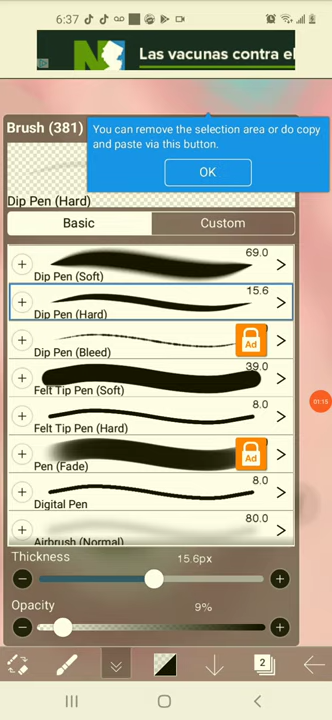 6:37
NJ
Las vacunas contra el
Brush (381)
You can remove the selection area or do copy
and paste via this button.
OK
Dip Pen (Hard)
Basic
Custom
69.0
Dip Pen (Soft)
15.6
Dip Pen (Hard)
Dip Pen (Bleed)
Ad
39.0
Felt Tip Pen (Soft)
8.0
Felt Tip Pen (Hard)
Pen (Fade)
Ad
8.0
Digital Pen
80.0
Airbrush (Normal)
01:15
Thickness
15.6px
Opacity
9%
2